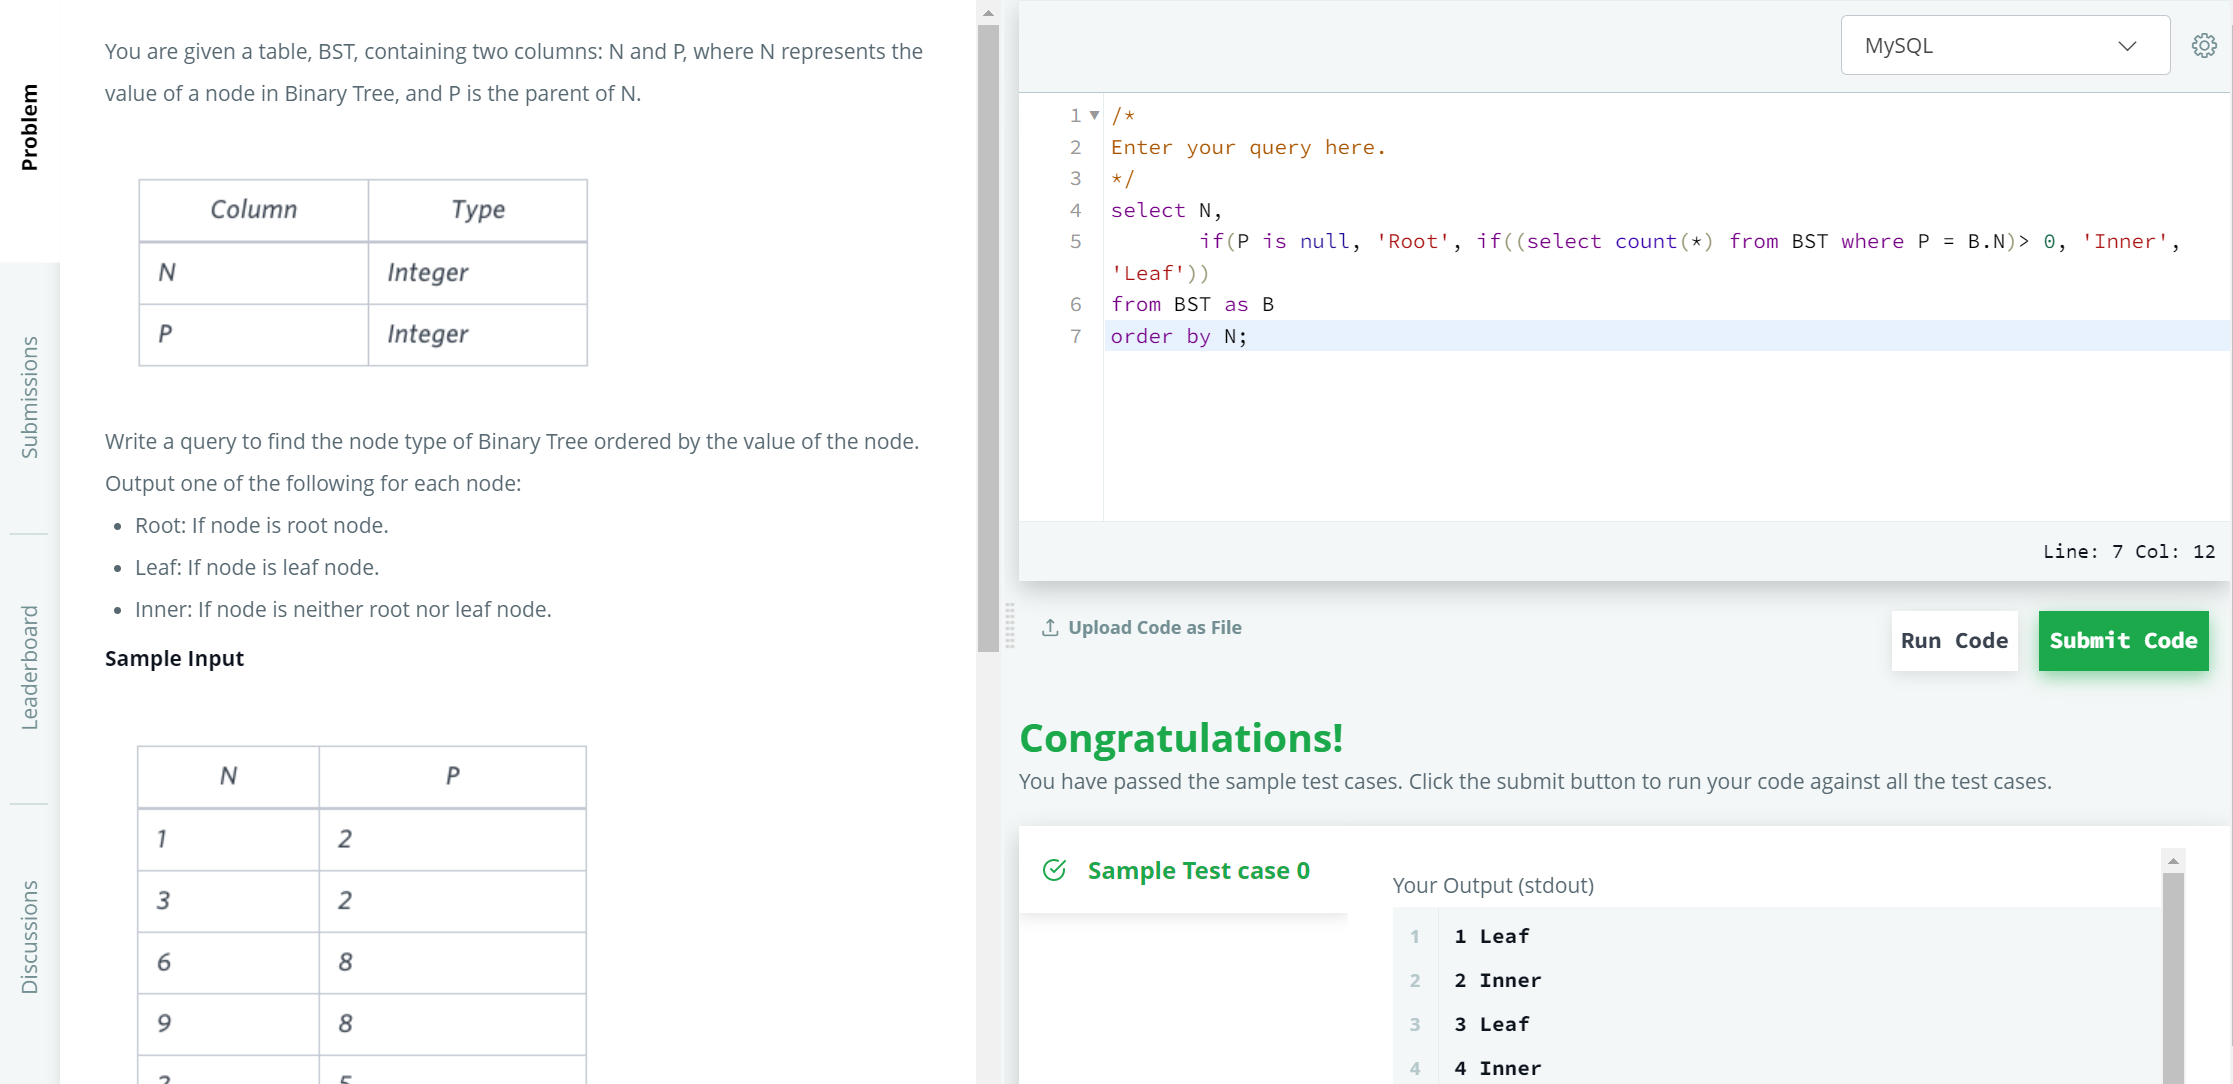 Problem
Submissions
Leaderboard
Discussions
You are given a table, BST, containing two columns: N and P, where N represents the
value of a node in Binary Tree, and P is the parent of N.
Column Type
N Integer
P Integer
Write a query to find the node type of Binary Tree ordered by the value of the node.
Output one of the following for each node:
• Root: If node is root node.
• Leaf: If node is leaf node.
• Inner: If node is neither root nor leaf node.
Sample Input
N P
1 2
3 2
6 8
9 8
2 5
MySQL
1 /*
2 Enter your query here.
3 */
4 select N,
5 if(P is null, 'Root', if((select count(*) from BST where P = B.N)> 0, 'Inner',
'Leaf'))
6 from BST as B
7 order by N;
Line: 7 Col: 12
Upload Code as File
Run Code
Submit Code
Congratulations!
You have passed the sample test cases. Click the submit button to run your code against all the test cases.
Sample Test case 0
Your Output (stdout)
1 1 Leaf
2 2 Inner
3 3 Leaf
4 4 Inner